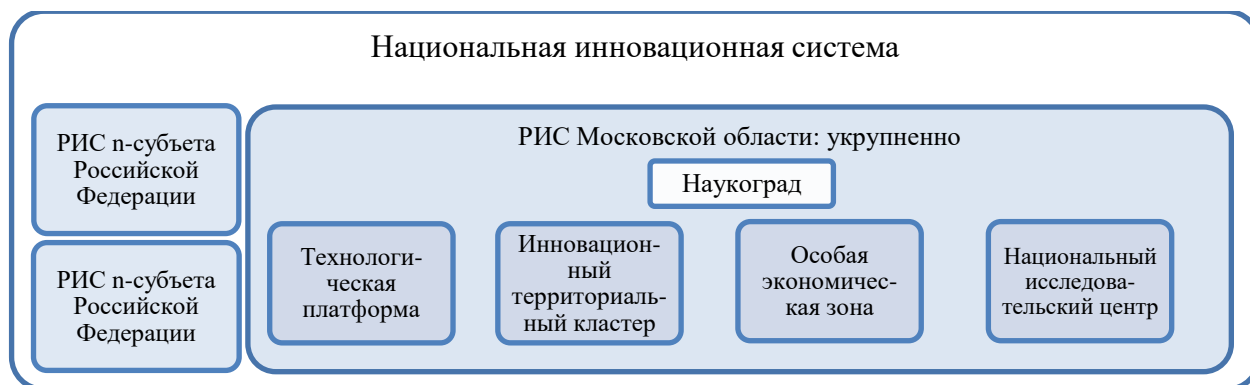 Национальная инновационная система
РИС n-субъета
Российской
Федерации
РИС n-субъета
Российской
Федерации
РИС Московской области: укрупненно
Наукоград
Технологи-
ческая
платформа
Инновацион-
ный
территориаль-
ный кластер
Особая
экономичес-
кая зона
Национальный
исследова-
тельский центр